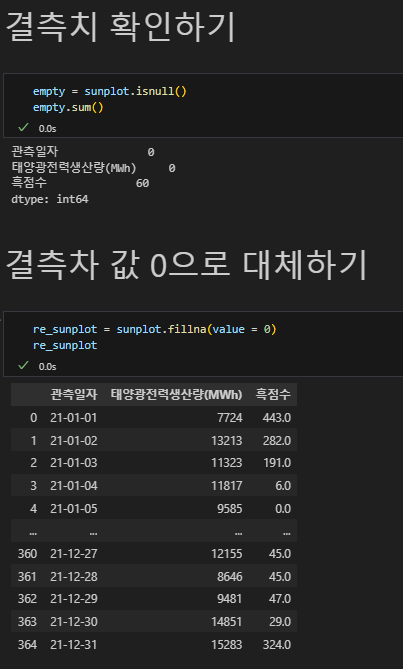 결측치 확인하기
empty = sunplot.isnull()
empty.sum()
✓ 0.0s
관측일자 0
태양광전력생산량(MWh) 0
흑점수 60
dtype: int64
결측차 값 0으로 대체하기
re_sunplot = sunplot.fillna(value = 0)
re_sunplot
✓ 0.0s
관측일자 태양광전력생산량(MWh) 흑점수
0 21-01-01 7724 443.0
1 21-01-02 13213 282.0
2 21-01-03 11323 191.0
3 21-01-04 11817 6.0
4 21-01-05 9585 0.0
... ... ... ...
360 21-12-27 12155 45.0
361 21-12-28 8646 45.0
362 21-12-29 9481 47.0
363 21-12-30 14851 29.0
364 21-12-31 15283 324.0